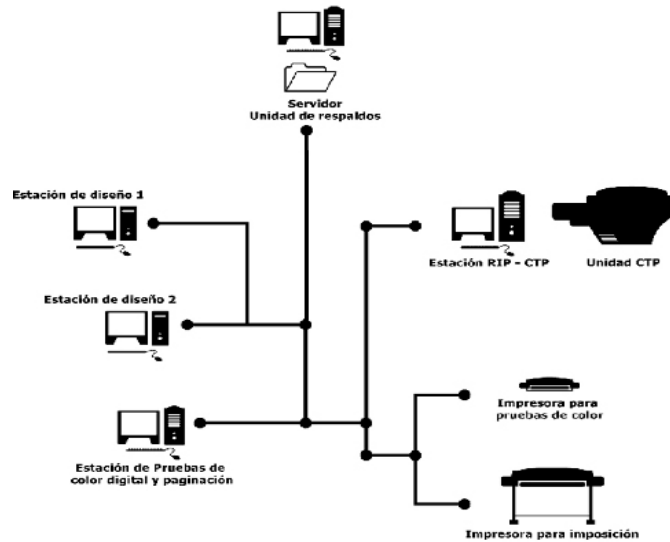 Servidor
Unidad de respaldos
Estación de diseño 1
Estación RIP - CTP
Unidad CTP
Estación de diseño 2
Impresora para
pruebas de color
Estación de Pruebas de
color digital y paginación
Impresora para imposición